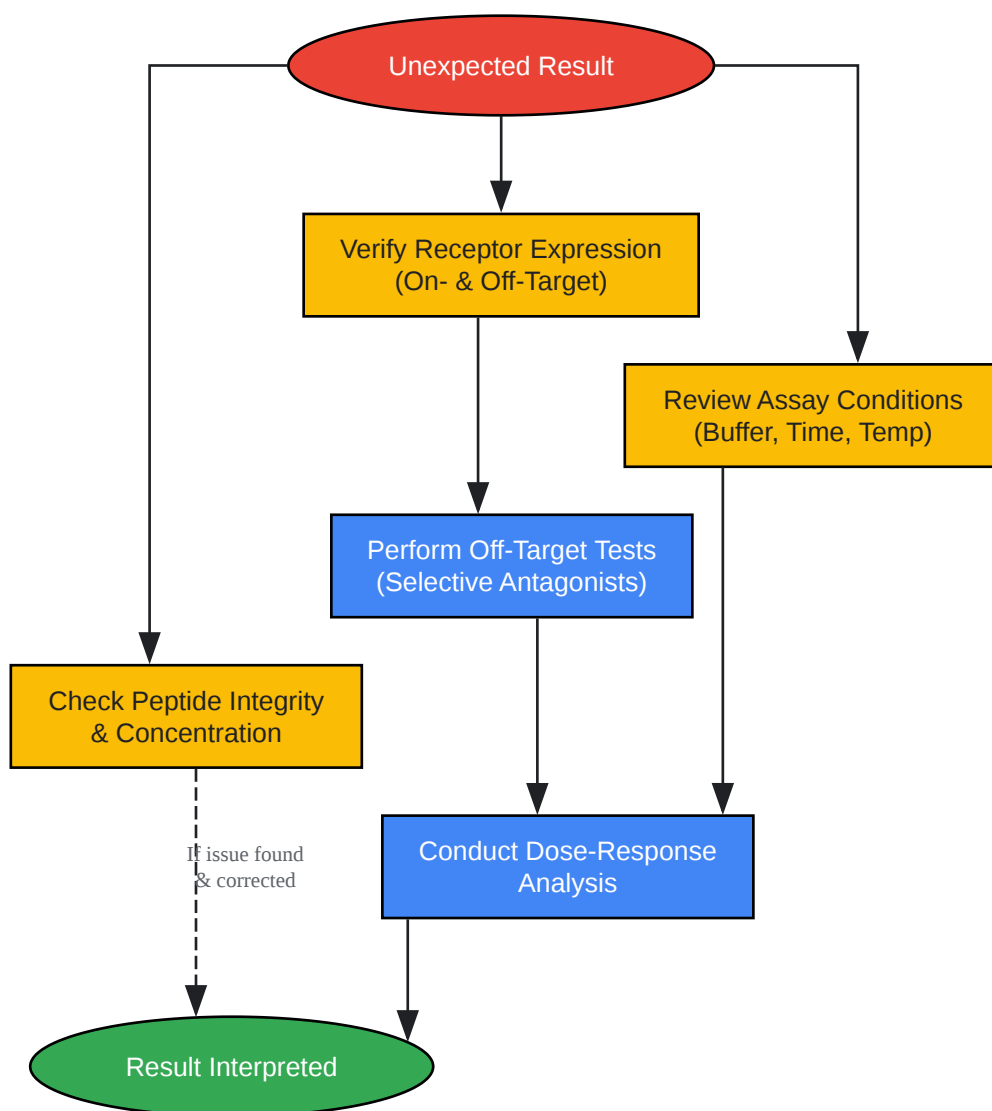 Unexpected Result
Verify Receptor Expression
(On- & Off-Target)
Review Assay Conditions
(Buffer, Time, Temp)
Perform Off-Target Tests
(Selective Antagonists)
Check Peptide Integrity
& Concentration
If issue found
& corrected
Conduct Dose-Response
Analysis
Result Interpreted